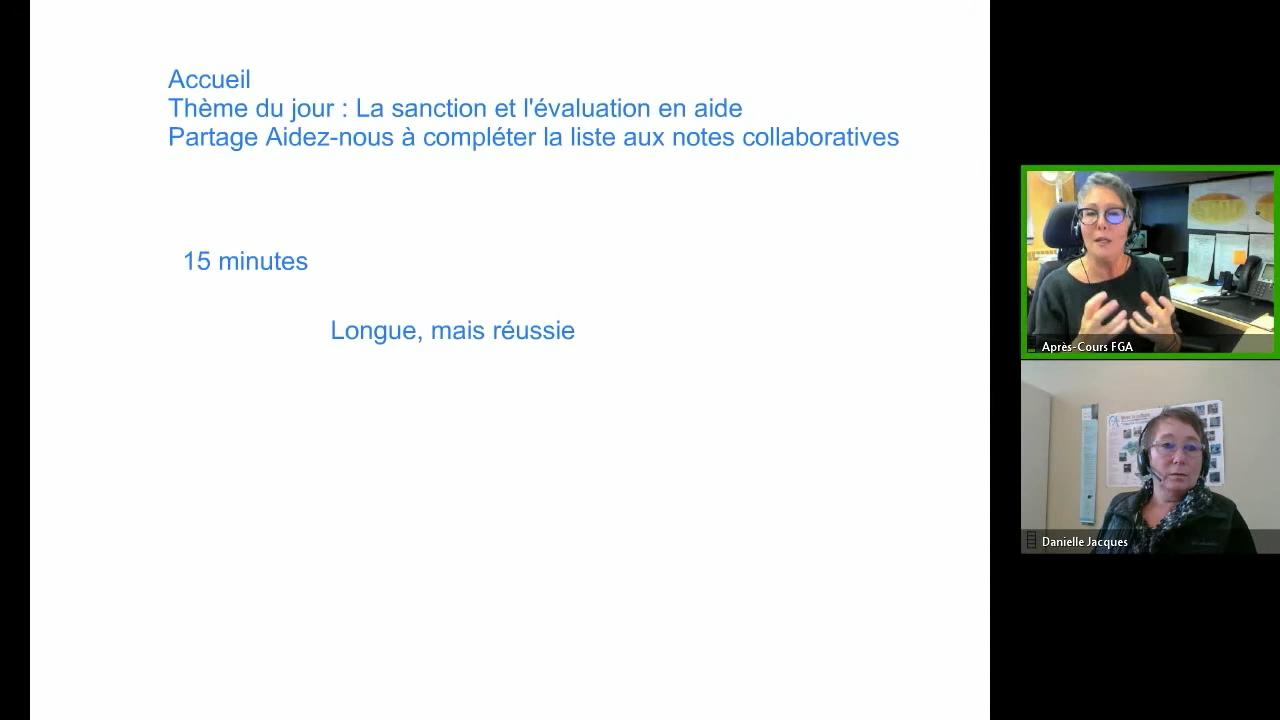 Accueil
Thème du jour : La sanction et l'évaluation en aide
Partage Aidez-nous à compléter la liste aux notes collaboratives
15 minutes
Longue, mais réussie
Après-Cours FGA
Danielle Jacques